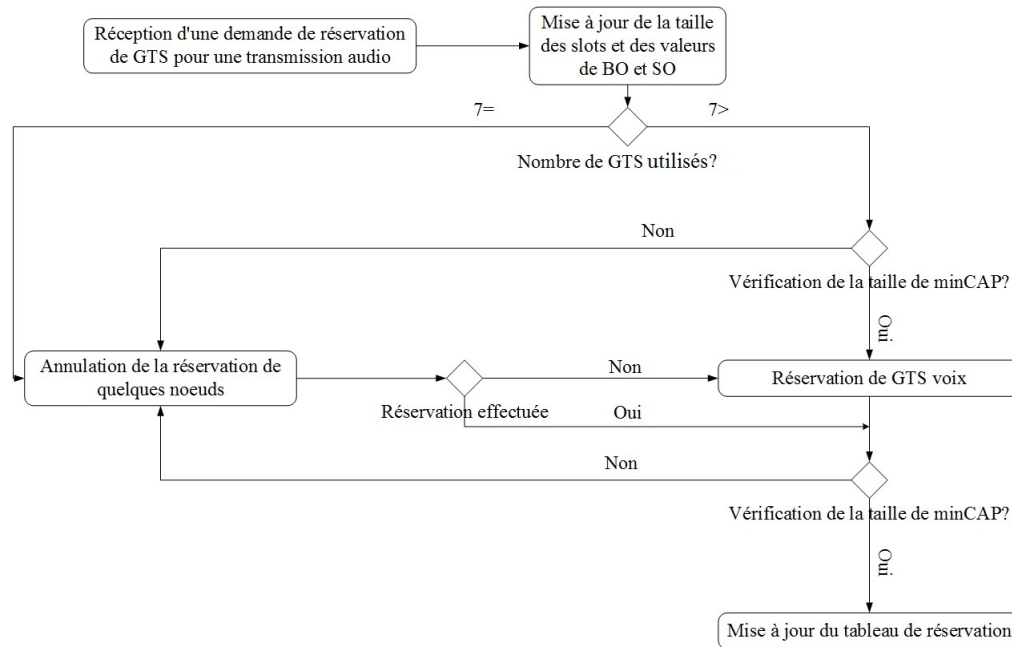 Réception d'une demande de réservation
de GTS pour une transmission audio
Mise à jour de la taille
des slots et des valeurs
de BO et SO
7=
7>
Nombre de GTS utilisés?
Non
Vérification de la taille de minCAP?
Oui
Annulation de la réservation de
quelques noeuds
Non
Réservation de GTS voix
Réservation effectuée
Oui
Non
Vérification de la taille de minCAP?
Oui
Mise à jour du tableau de réservation